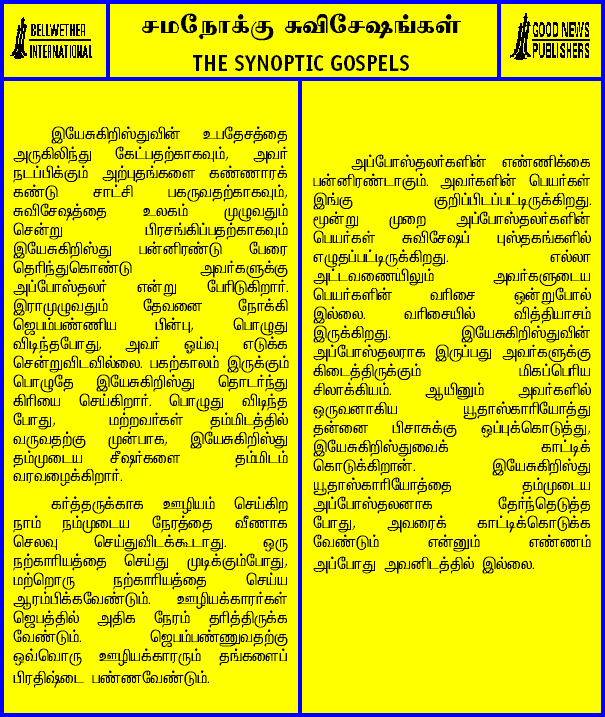 BELLWETHER
INTERNATIONAL
சமநோக்கு சுவிசேஷங்கள்
THE SYNOPTIC GOSPELS
GOOD NEWS
PUBLISHERS
இயேசுகிறிஸ்துவின் உபதேசத்தை
அருகிலிந்து கேட்பதற்காகவும், அவர்
நடப்பிக்கும் அற்புதங்களை கண்ணாரக்
கண்டு சாட்சி பகருவதற்காகவும்,
சுவிசேஷத்தை உலகம் முழுவதும்
சென்று பிரசங்கிப்பதற்காகவும்
இயேசுகிறிஸ்து பன்னிரண்டு பேரை
தெரிந்துகொண்டு அவர்களுக்கு
அப்போஸ்தலர் என்று பேரிடுகிறார்.
இராமுழுவதும் தேவனை நோக்கி
ஜெபம்பண்ணிய பின்பு, பொழுது
விடிந்தபோது, அவர் ஓய்வு எடுக்க
சென்றுவிடவில்லை. பகற்காலம் இருக்கும்
பொழுதே இயேசுகிறிஸ்து தொடர்ந்து
கிரியை செய்கிறார். பொழுது விடிந்த
போது, மற்றவர்கள் தம்மிடத்தில்
வருவதற்கு முன்பாக, இயேசுகிறிஸ்து
தம்முடைய சீஷர்களை தம்மிடம்
வரவழைக்கிறார்.
கர்த்தருக்காக ஊழியம் செய்கிற
நாம் நம்முடைய நேரத்தை வீணாக
செலவு செய்துவிடக்கூடாது. ஒரு
நற்காரியத்தை செய்து முடிக்கும்போது,
மற்றொரு நற்காரியத்தை செய்ய
ஆரம்பிக்கவேண்டும். ஊழியக்காரர்கள்
ஜெபத்தில் அதிக நேரம் தரித்திருக்க
வேண்டும். ஜெபம்பண்ணுவதற்கு
ஒவ்வொரு ஊழியக்காரரும் தங்களைப்
பிரதிஷ்டை பண்ணவேண்டும்.
அப்போஸ்தலர்களின் எண்ணிக்கை
பன்னிரண்டாகும். அவர்களின் பெயர்கள்
இங்கு குறிப்பிடப்பட்டிருக்கிறது.
மூன்று முறை அப்போஸ்தலர்களின்
பெயர்கள் சுவிசேஷப் புஸ்தகங்களில்
எழுதப்பட்டிருக்கிறது. எல்லா
அட்டவணையிலும் அவர்களுடைய
பெயர்களின் வரிசை ஒன்றுபோல்
இல்லை. வரிசையில் வித்தியாசம்
இருக்கிறது. இயேசுகிறிஸ்துவின்
அப்போஸ்தலராக இருப்பது அவர்களுக்கு
கிடைத்திருக்கும் மிகப்பெரிய
சிலாக்கியம். ஆயினும் அவர்களில்
ஒருவனாகிய யூதாஸ்காரியோத்து
தன்னை பிசாசுக்கு ஒப்புக்கொடுத்து,
இயேசுகிறிஸ்துவைக் காட்டிக்
கொடுக்கிறான். இயேசுகிறிஸ்து
யூதாஸ்காரியோத்தை தம்முடைய
அப்போஸ்தலனாக தேர்ந்தெடுத்த
போது, அவரைக் காட்டிக்கொடுக்க
வேண்டும் என்னும் எண்ணம்
அப்போது அவனிடத்தில் இல்லை.